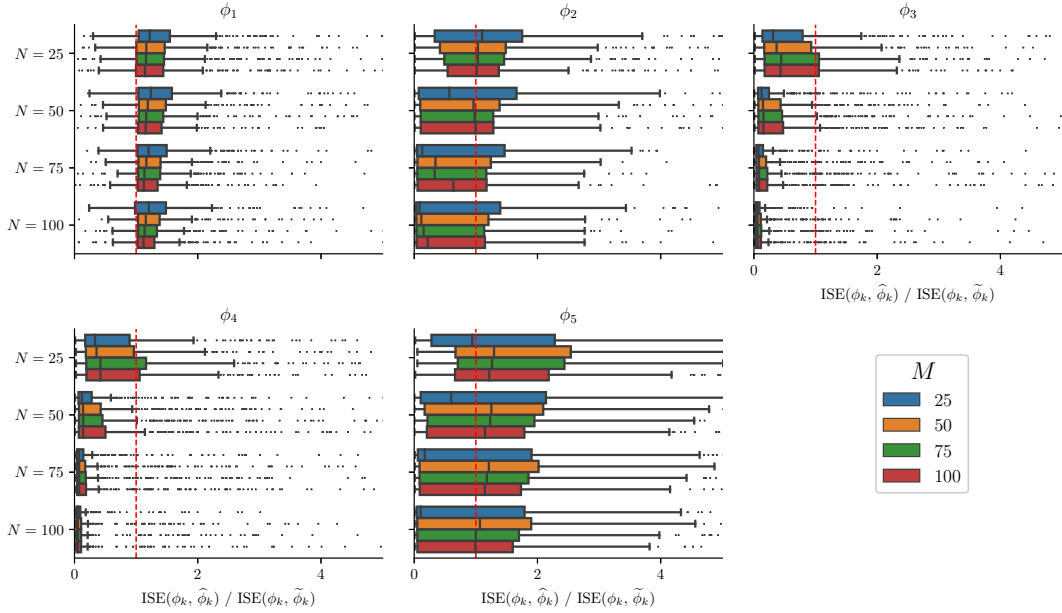 ϕ₁ ϕ₂ ϕ₃
N = 25
N = 50
N = 75
N = 100
0 2 4
ISE(ϕₖ, ϕ̂ₖ) / ISE(ϕₖ, ϕ̃ₖ)
ϕ₄ ϕ₅
N = 25
N = 50
N = 75
N = 100
0 2 4 0 2 4
ISE(ϕₖ, ϕ̂ₖ) / ISE(ϕₖ, ϕ̃ₖ) ISE(ϕₖ, ϕ̂ₖ) / ISE(ϕₖ, ϕ̃ₖ)
M
25
50
75
100